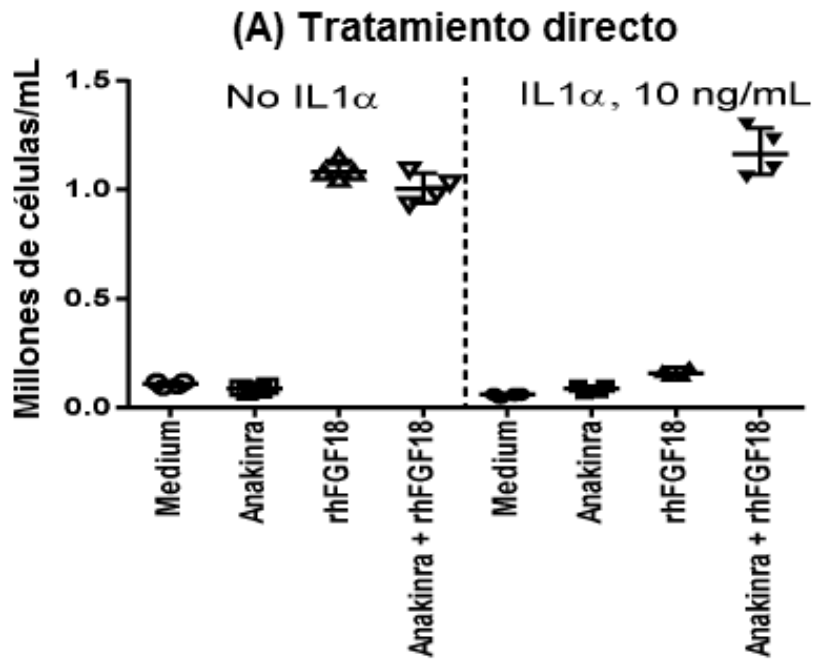 (A) Tratamiento directo
Millones de células/mL
1.5
1.0
0.5
0.0
No IL1α
IL1α, 10 ng/mL
Medium
Anakinra
rhFGF18
Anakinra + rhFGF18
Medium
Anakinra
rhFGF18
Anakinra + rhFGF18